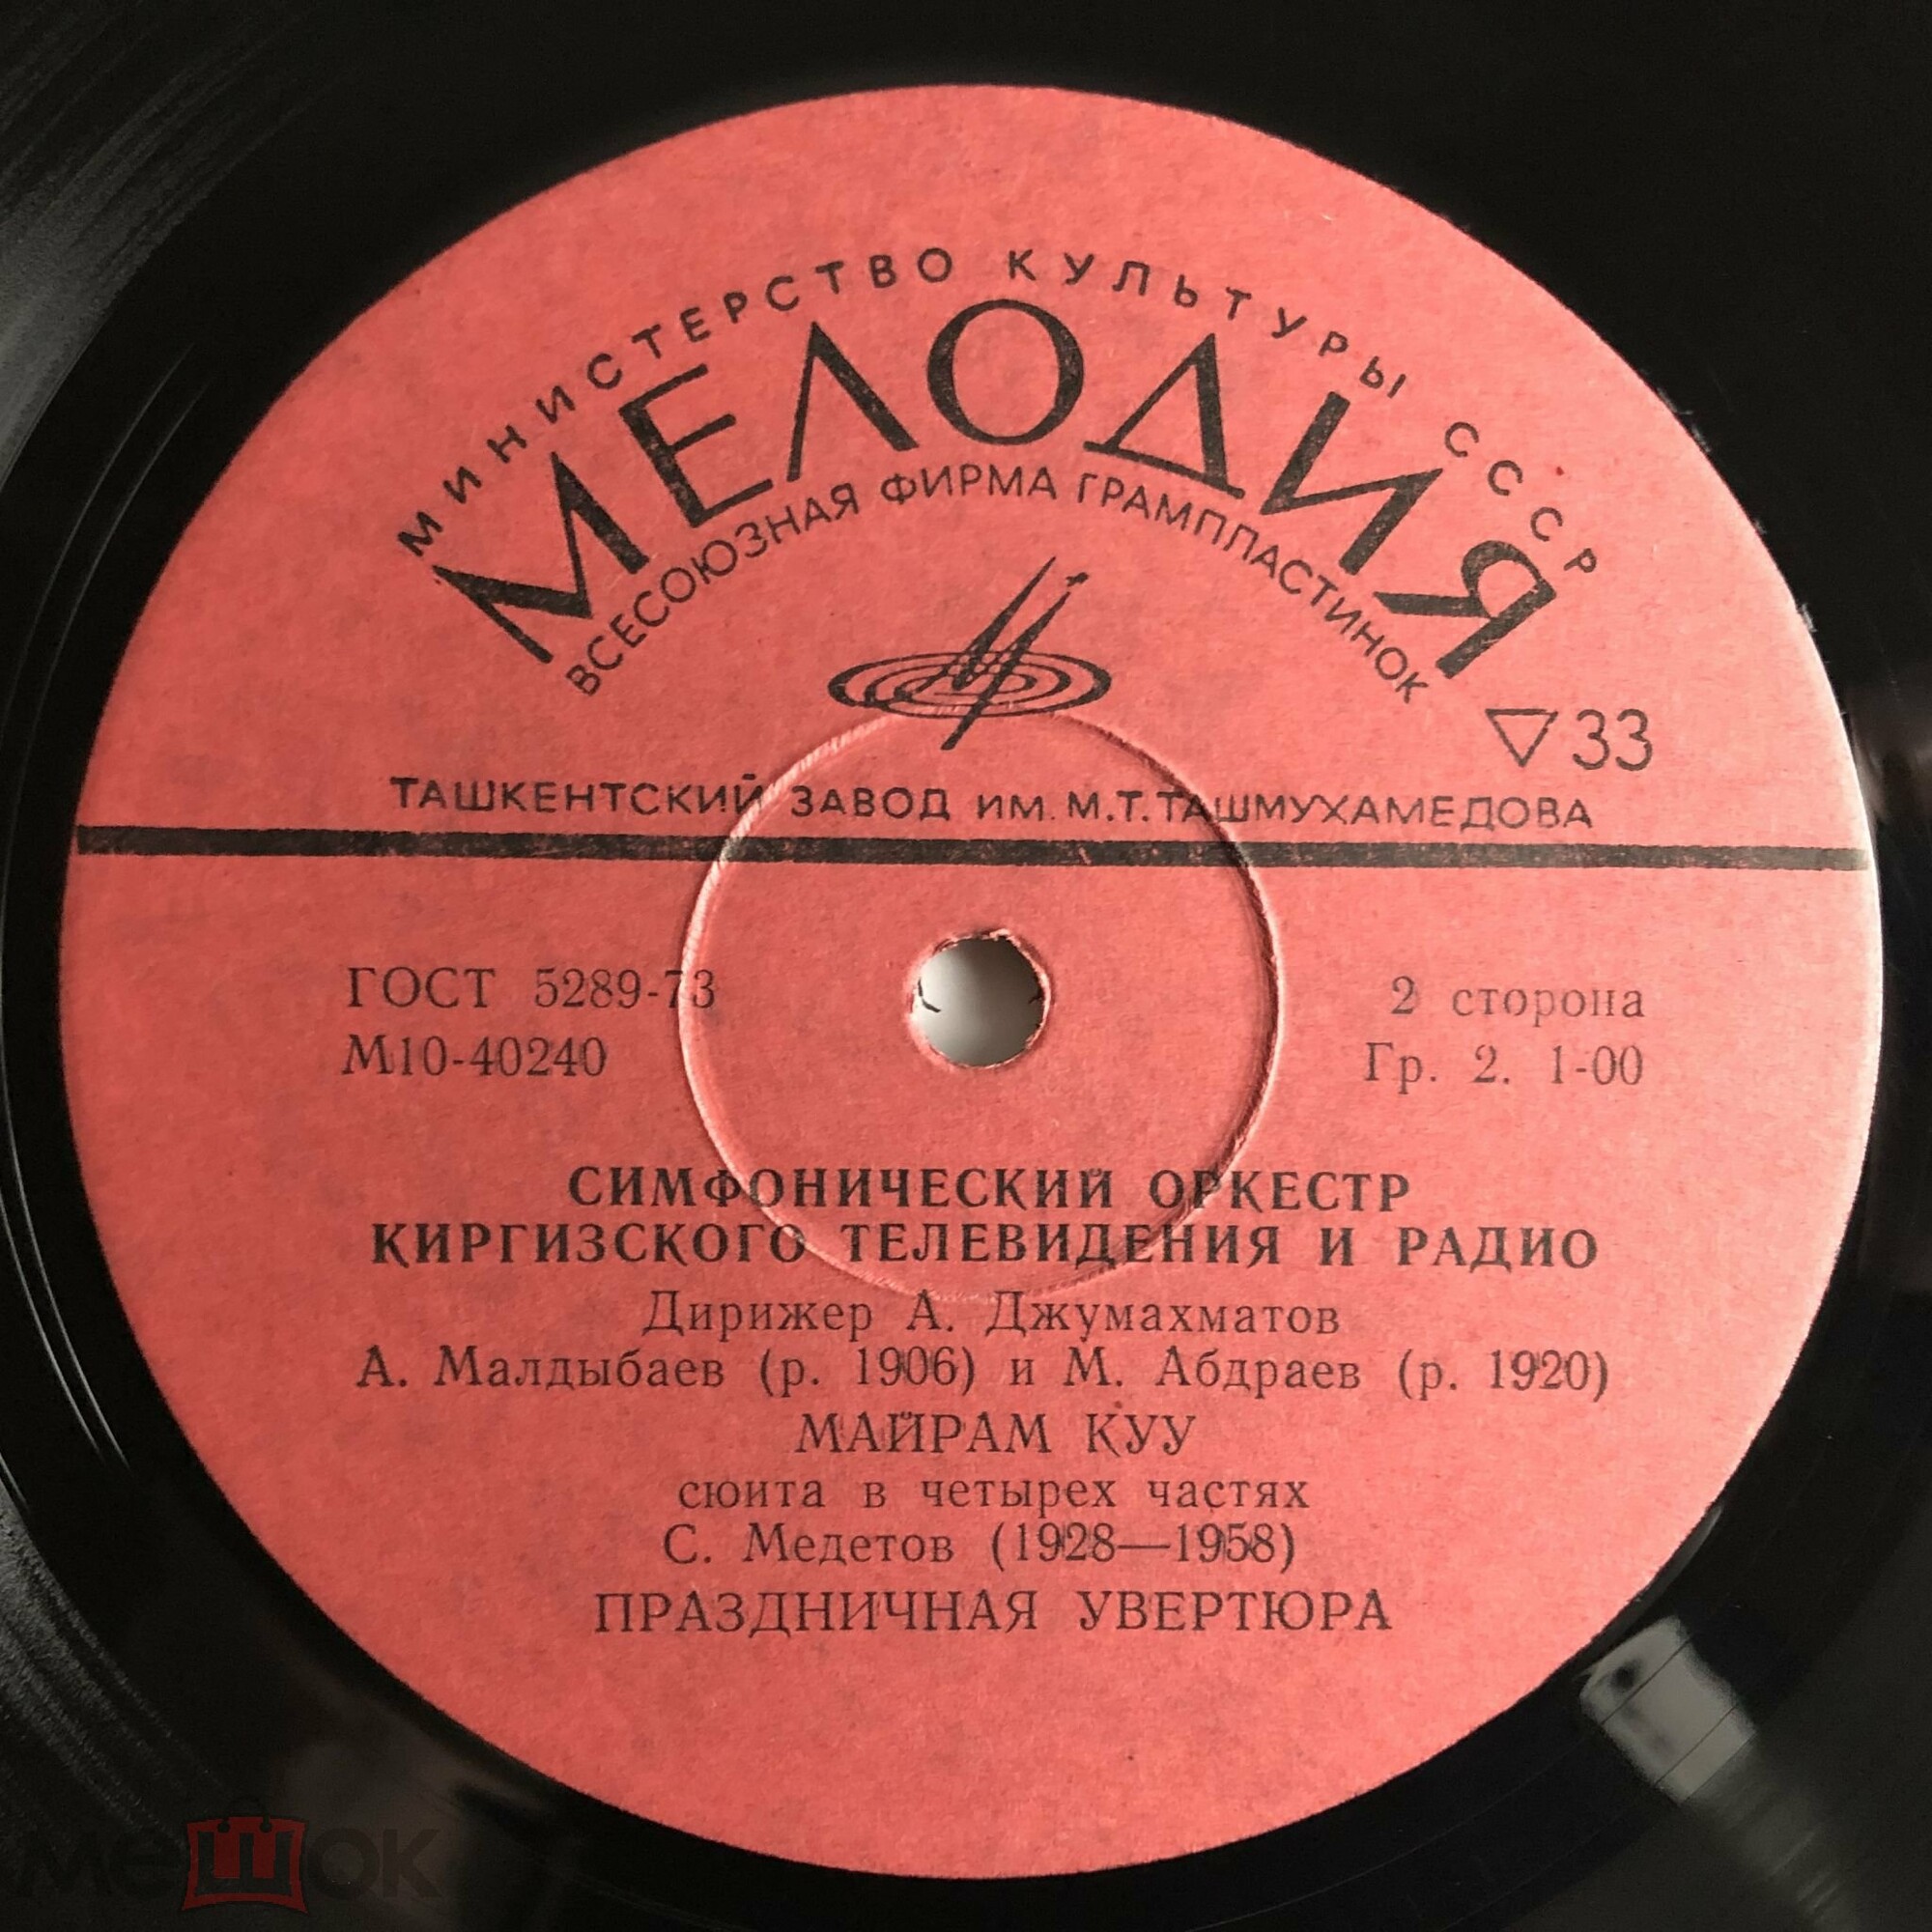 МИНИСТЕРСТВО КУЛЬТУРЫ СССР
МЕЛОДИЯ
ВСЕСОЮЗНАЯ ФИРМА ГРАМПЛАСТИНОК
▽33
ТАШКЕНТСКИЙ ЗАВОД ИМ. М.Т.ТАШМУХАМЕДОВА
ГОСТ 5289-73
2 сторона
М10-40240
Гр. 2. 1-00
СИМФОНИЧЕСКИЙ ОРКЕСТР
КИРГИЗСКОГО ТЕЛЕВИДЕНИЯ И РАДИО
Дирижер А. Джумахматов
А. Малдыбаев (р. 1906) и М. Абдраев (р. 1920)
МАЙРАМ КУУ
сюита в четырех частях
С. Медетов (1928—1958)
ПРАЗДНИЧНАЯ УВЕРТЮРА
мешок